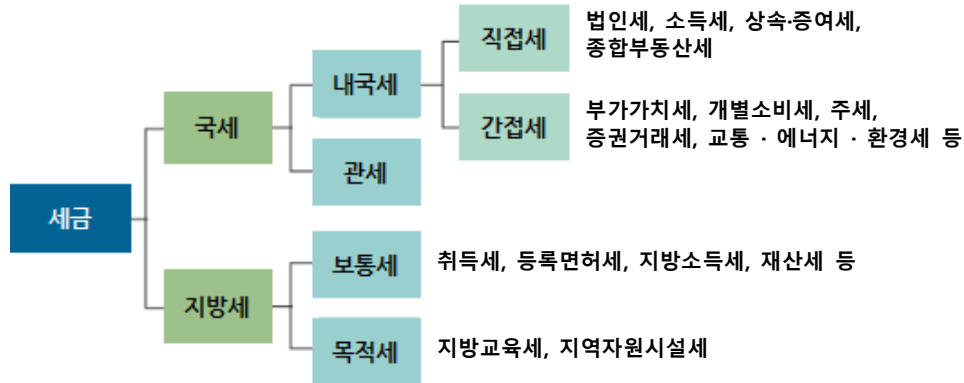 세금
국세
내국세
직접세
법인세, 소득세, 상속·증여세,
종합부동산세
간접세
부가가치세, 개별소비세, 주세,
증권거래세, 교통 · 에너지 · 환경세 등
관세
지방세
보통세
취득세, 등록면허세, 지방소득세, 재산세 등
목적세
지방교육세, 지역자원시설세